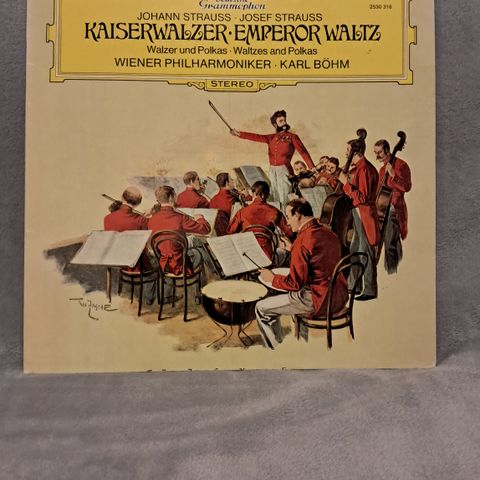 Grammophon
2530 316
JOHANN STRAUSS · JOSEF STRAUSS
KAISERWALZER · EMPEROR WALTZ
Walzer und Polkas · Waltzes and Polkas
WIENER PHILHARMONIKER · KARL BÖHM
STEREO